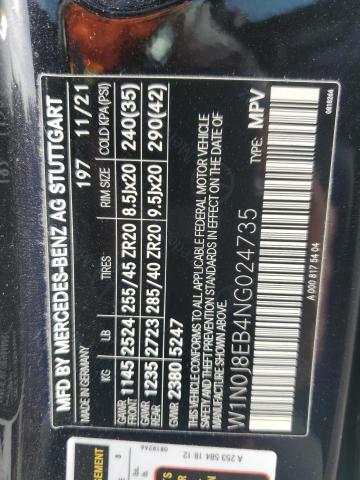 MFD BY MERCEDES-BENZ AG STUTTGART
MADE IN GERMANY 197 11/21
KG LB TIRES RIM SIZE COLD KPA(PSI)
GAWR FRONT 1145 2524 255/45 ZR20 8.5Jx20 240(35)
GAWR REAR 1235 2723 285/40 ZR20 9.5Jx20 290(42)
GVWR 2380 5247
THIS VEHICLE CONFORMS TO ALL APPLICABLE FEDERAL MOTOR VEHICLE
SAFETY, BUMPER, AND THEFT PREVENTION STANDARDS IN EFFECT ON THE DATE OF
MANUFACTURE SHOWN ABOVE.
W1N0J8EB4NG024735 TYPE: MPV
A 000 817 54 04 0818266
A 253 584 18 12
0818266